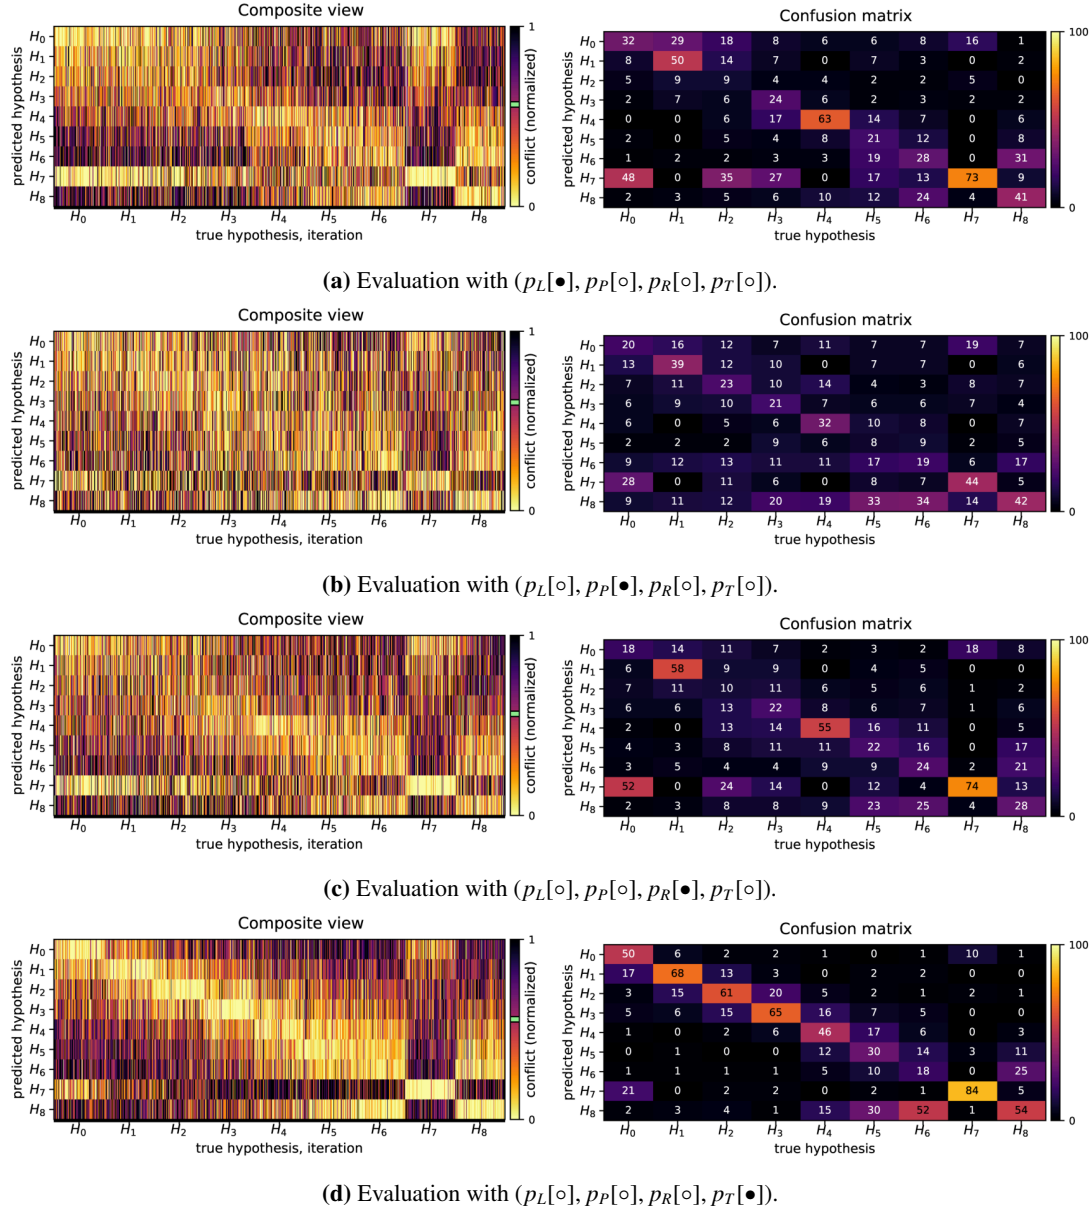 Composite view
Confusion matrix
predicted hypothesis
H0
H1
H2
H3
H4
H5
H6
H7
H8
H0 H1 H2 H3 H4 H5 H6 H7 H8
true hypothesis, iteration
1
0
conflict (normalized)
predicted hypothesis
H0 32 29 18 8 6 6 8 16 1
H1 8 50 14 7 0 7 3 0 2
H2 5 9 9 4 4 2 2 5 0
H3 2 7 6 24 6 2 3 2 2
H4 0 0 6 17 63 14 7 0 6
H5 2 0 5 4 8 21 12 0 8
H6 1 2 2 3 3 19 28 0 31
H7 48 0 35 27 0 17 13 73 9
H8 2 3 5 6 10 12 24 4 41
H0 H1 H2 H3 H4 H5 H6 H7 H8
true hypothesis
100
0
(a) Evaluation with (pL[•], pP[∘], pR[∘], pT[∘]).
Composite view
Confusion matrix
predicted hypothesis
H0
H1
H2
H3
H4
H5
H6
H7
H8
H0 H1 H2 H3 H4 H5 H6 H7 H8
true hypothesis, iteration
1
0
conflict (normalized)
predicted hypothesis
H0 20 16 12 7 11 7 7 19 7
H1 13 39 12 10 0 7 7 0 6
H2 7 11 23 10 14 4 3 8 7
H3 6 9 10 21 7 6 6 7 4
H4 6 0 5 6 32 10 8 0 7
H5 2 2 2 9 6 8 9 2 5
H6 9 12 13 11 11 17 19 6 17
H7 28 0 11 6 0 8 7 44 5
H8 9 11 12 20 19 33 34 14 42
H0 H1 H2 H3 H4 H5 H6 H7 H8
true hypothesis
100
0
(b) Evaluation with (pL[∘], pP[•], pR[∘], pT[∘]).
Composite view
Confusion matrix
predicted hypothesis
H0
H1
H2
H3
H4
H5
H6
H7
H8
H0 H1 H2 H3 H4 H5 H6 H7 H8
true hypothesis, iteration
1
0
conflict (normalized)
predicted hypothesis
H0 18 14 11 7 2 3 2 18 8
H1 6 58 9 9 0 4 5 0 0
H2 7 11 10 11 6 5 6 1 2
H3 6 6 13 22 8 6 7 1 6
H4 2 0 13 14 55 16 11 0 5
H5 4 3 8 11 11 22 16 0 17
H6 3 5 4 4 9 9 24 2 21
H7 52 0 24 14 0 12 4 74 13
H8 2 3 8 8 9 23 25 4 28
H0 H1 H2 H3 H4 H5 H6 H7 H8
true hypothesis
100
0
(c) Evaluation with (pL[∘], pP[∘], pR[•], pT[∘]).
Composite view
Confusion matrix
predicted hypothesis
H0
H1
H2
H3
H4
H5
H6
H7
H8
H0 H1 H2 H3 H4 H5 H6 H7 H8
true hypothesis, iteration
1
0
conflict (normalized)
predicted hypothesis
H0 50 6 2 2 1 0 1 10 1
H1 17 68 13 3 0 2 2 0 0
H2 3 15 61 20 5 2 1 2 1
H3 5 6 15 65 16 7 5 0 0
H4 1 0 2 6 46 17 6 0 3
H5 0 1 0 0 12 30 14 3 11
H6 1 1 1 1 5 10 18 0 25
H7 21 0 2 2 0 2 1 84 5
H8 2 3 4 1 15 30 52 1 54
H0 H1 H2 H3 H4 H5 H6 H7 H8
true hypothesis
100
0
(d) Evaluation with (pL[∘], pP[∘], pR[∘], pT[•]).